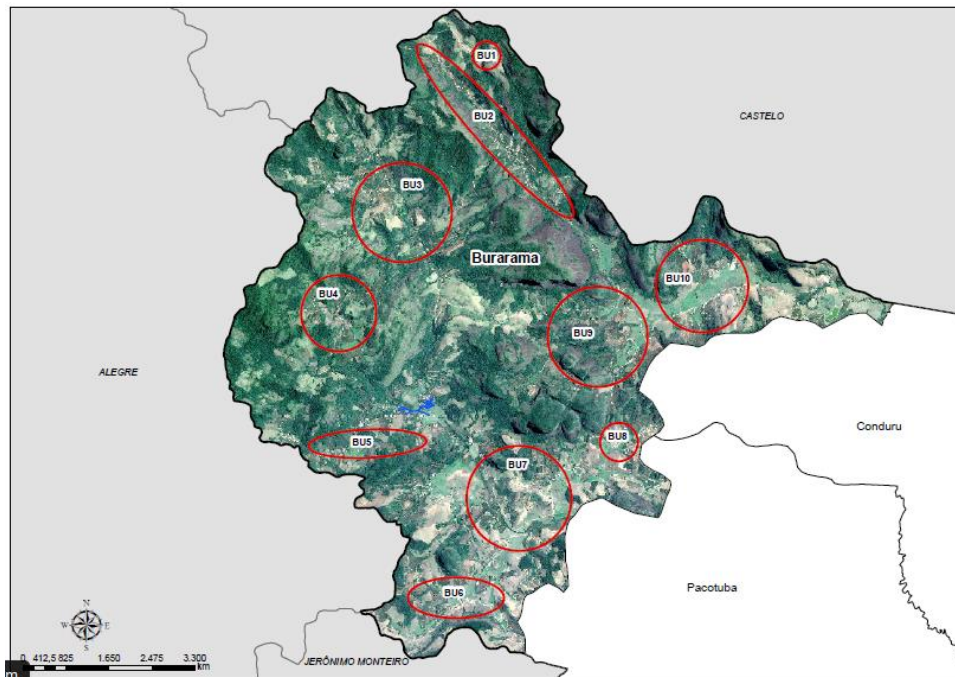 BU1
BU2
CASTELO
BU3
Burarama
BU10
BU4
BU9
ALEGRE
BU5
BU8
Conduru
BU7
Pacotuba
BU6
N
W E
S
JERÔNIMO MONTEIRO
0 412,5 825 1.650 2.475 3.300
km
m